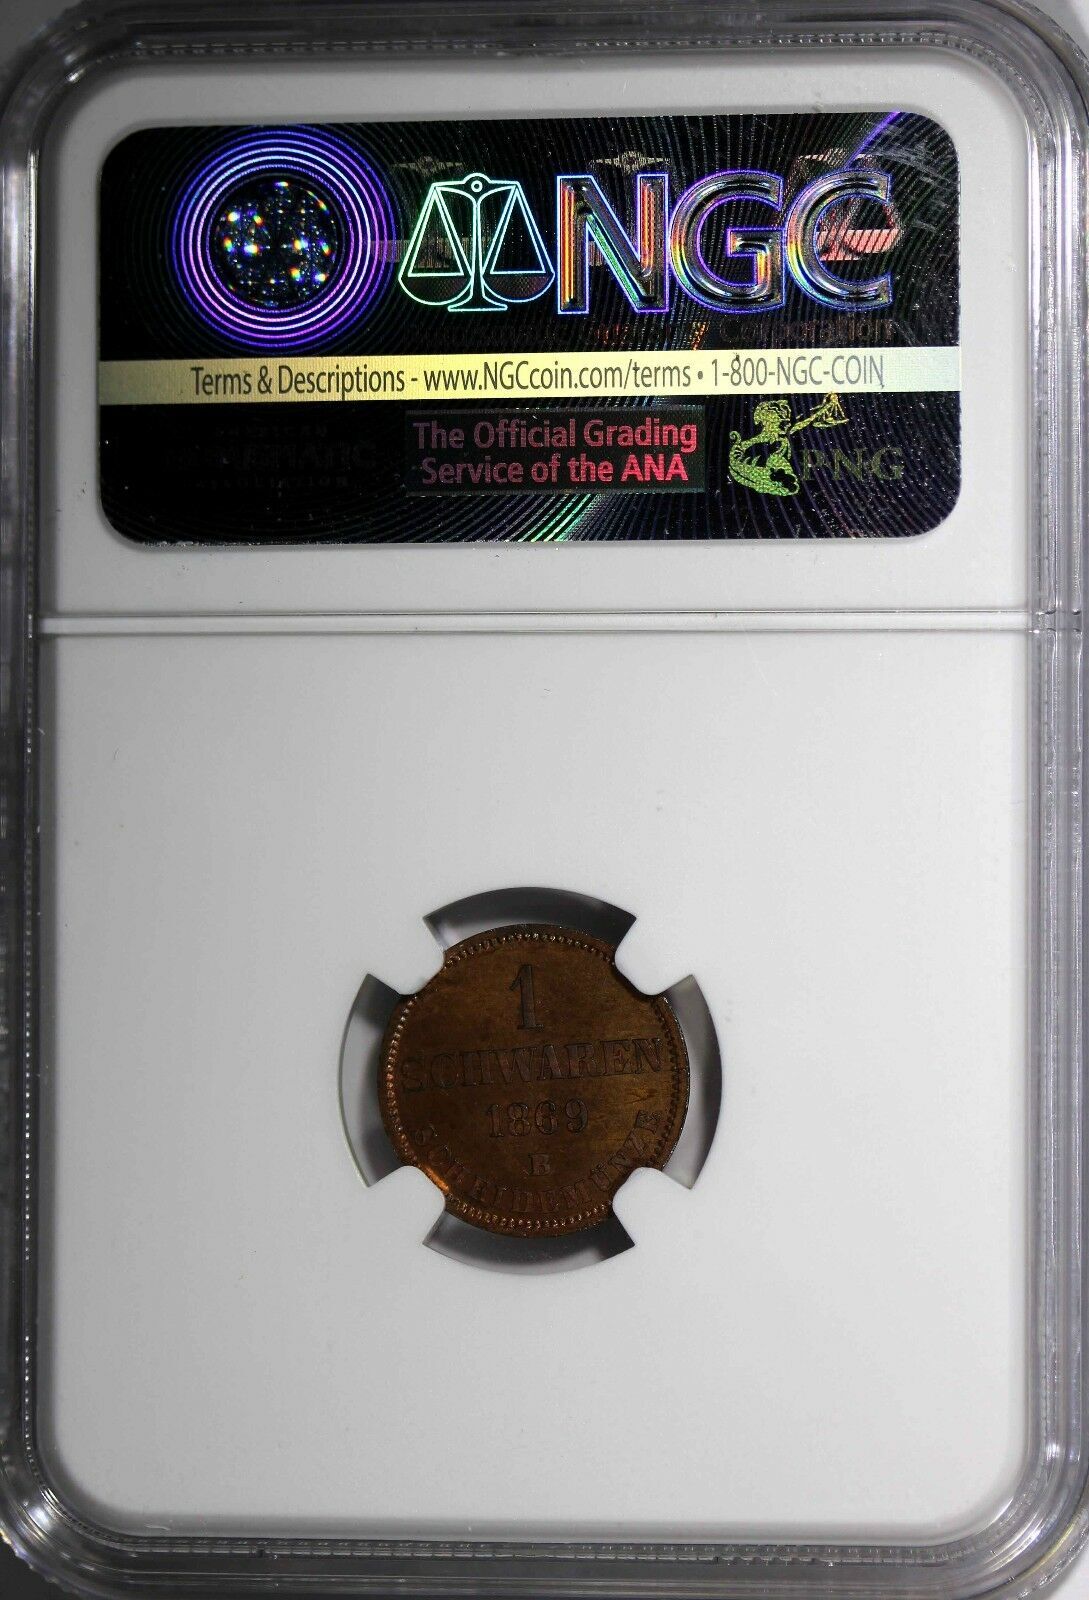 NGC
Corporation
Terms & Descriptions - www.NGCcoin.com/terms • 1-800-NGC-COIN
The Official Grading
Service of the ANA
PNG
1
SCHWAREN
1869
B
SCHEIDEMÜNZE